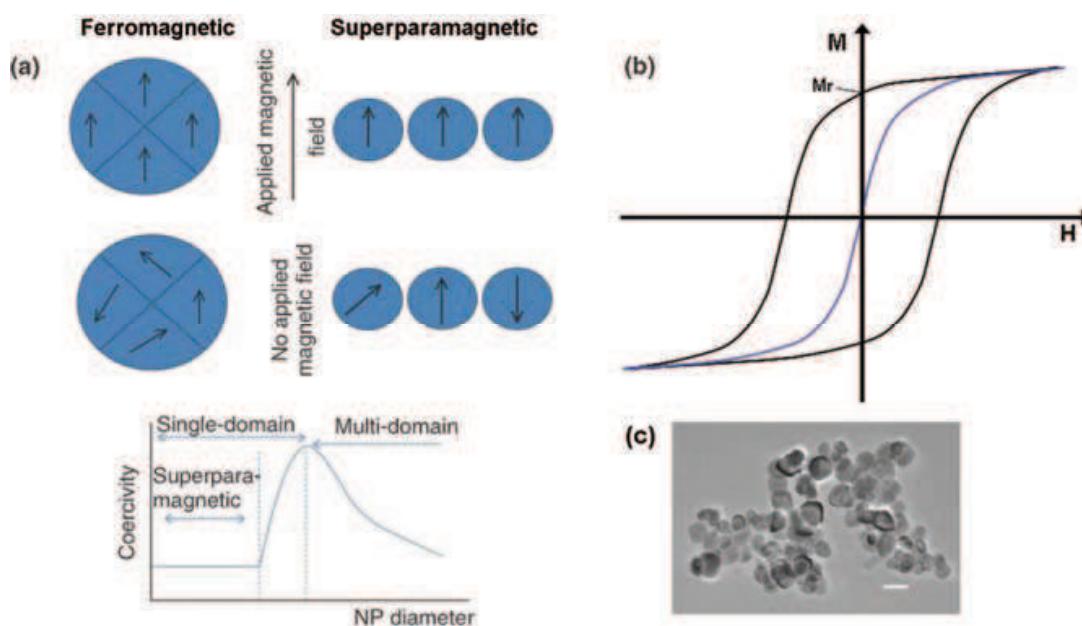 Ferromagnetic
Superparamagnetic
(a)
Applied magnetic
field
No applied
magnetic field
Single-domain
Multi-domain
Superpara-
magnetic
Coercivity
NP diameter
(b)
M
Mr
H
(c)